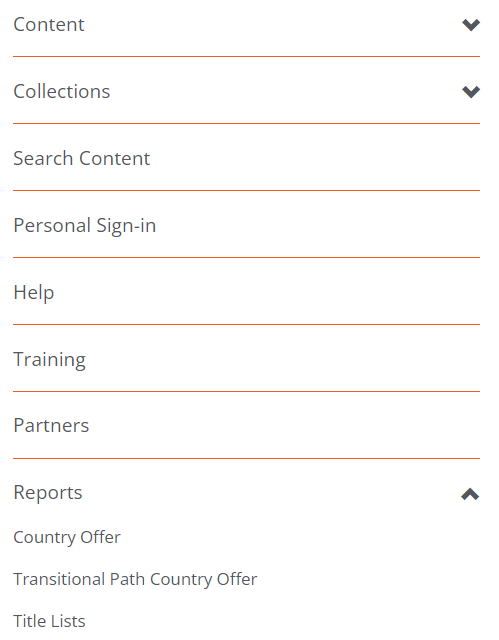 Content
Collections
Search Content
Personal Sign-in
Help
Training
Partners
Reports
Country Offer
Transitional Path Country Offer
Title Lists